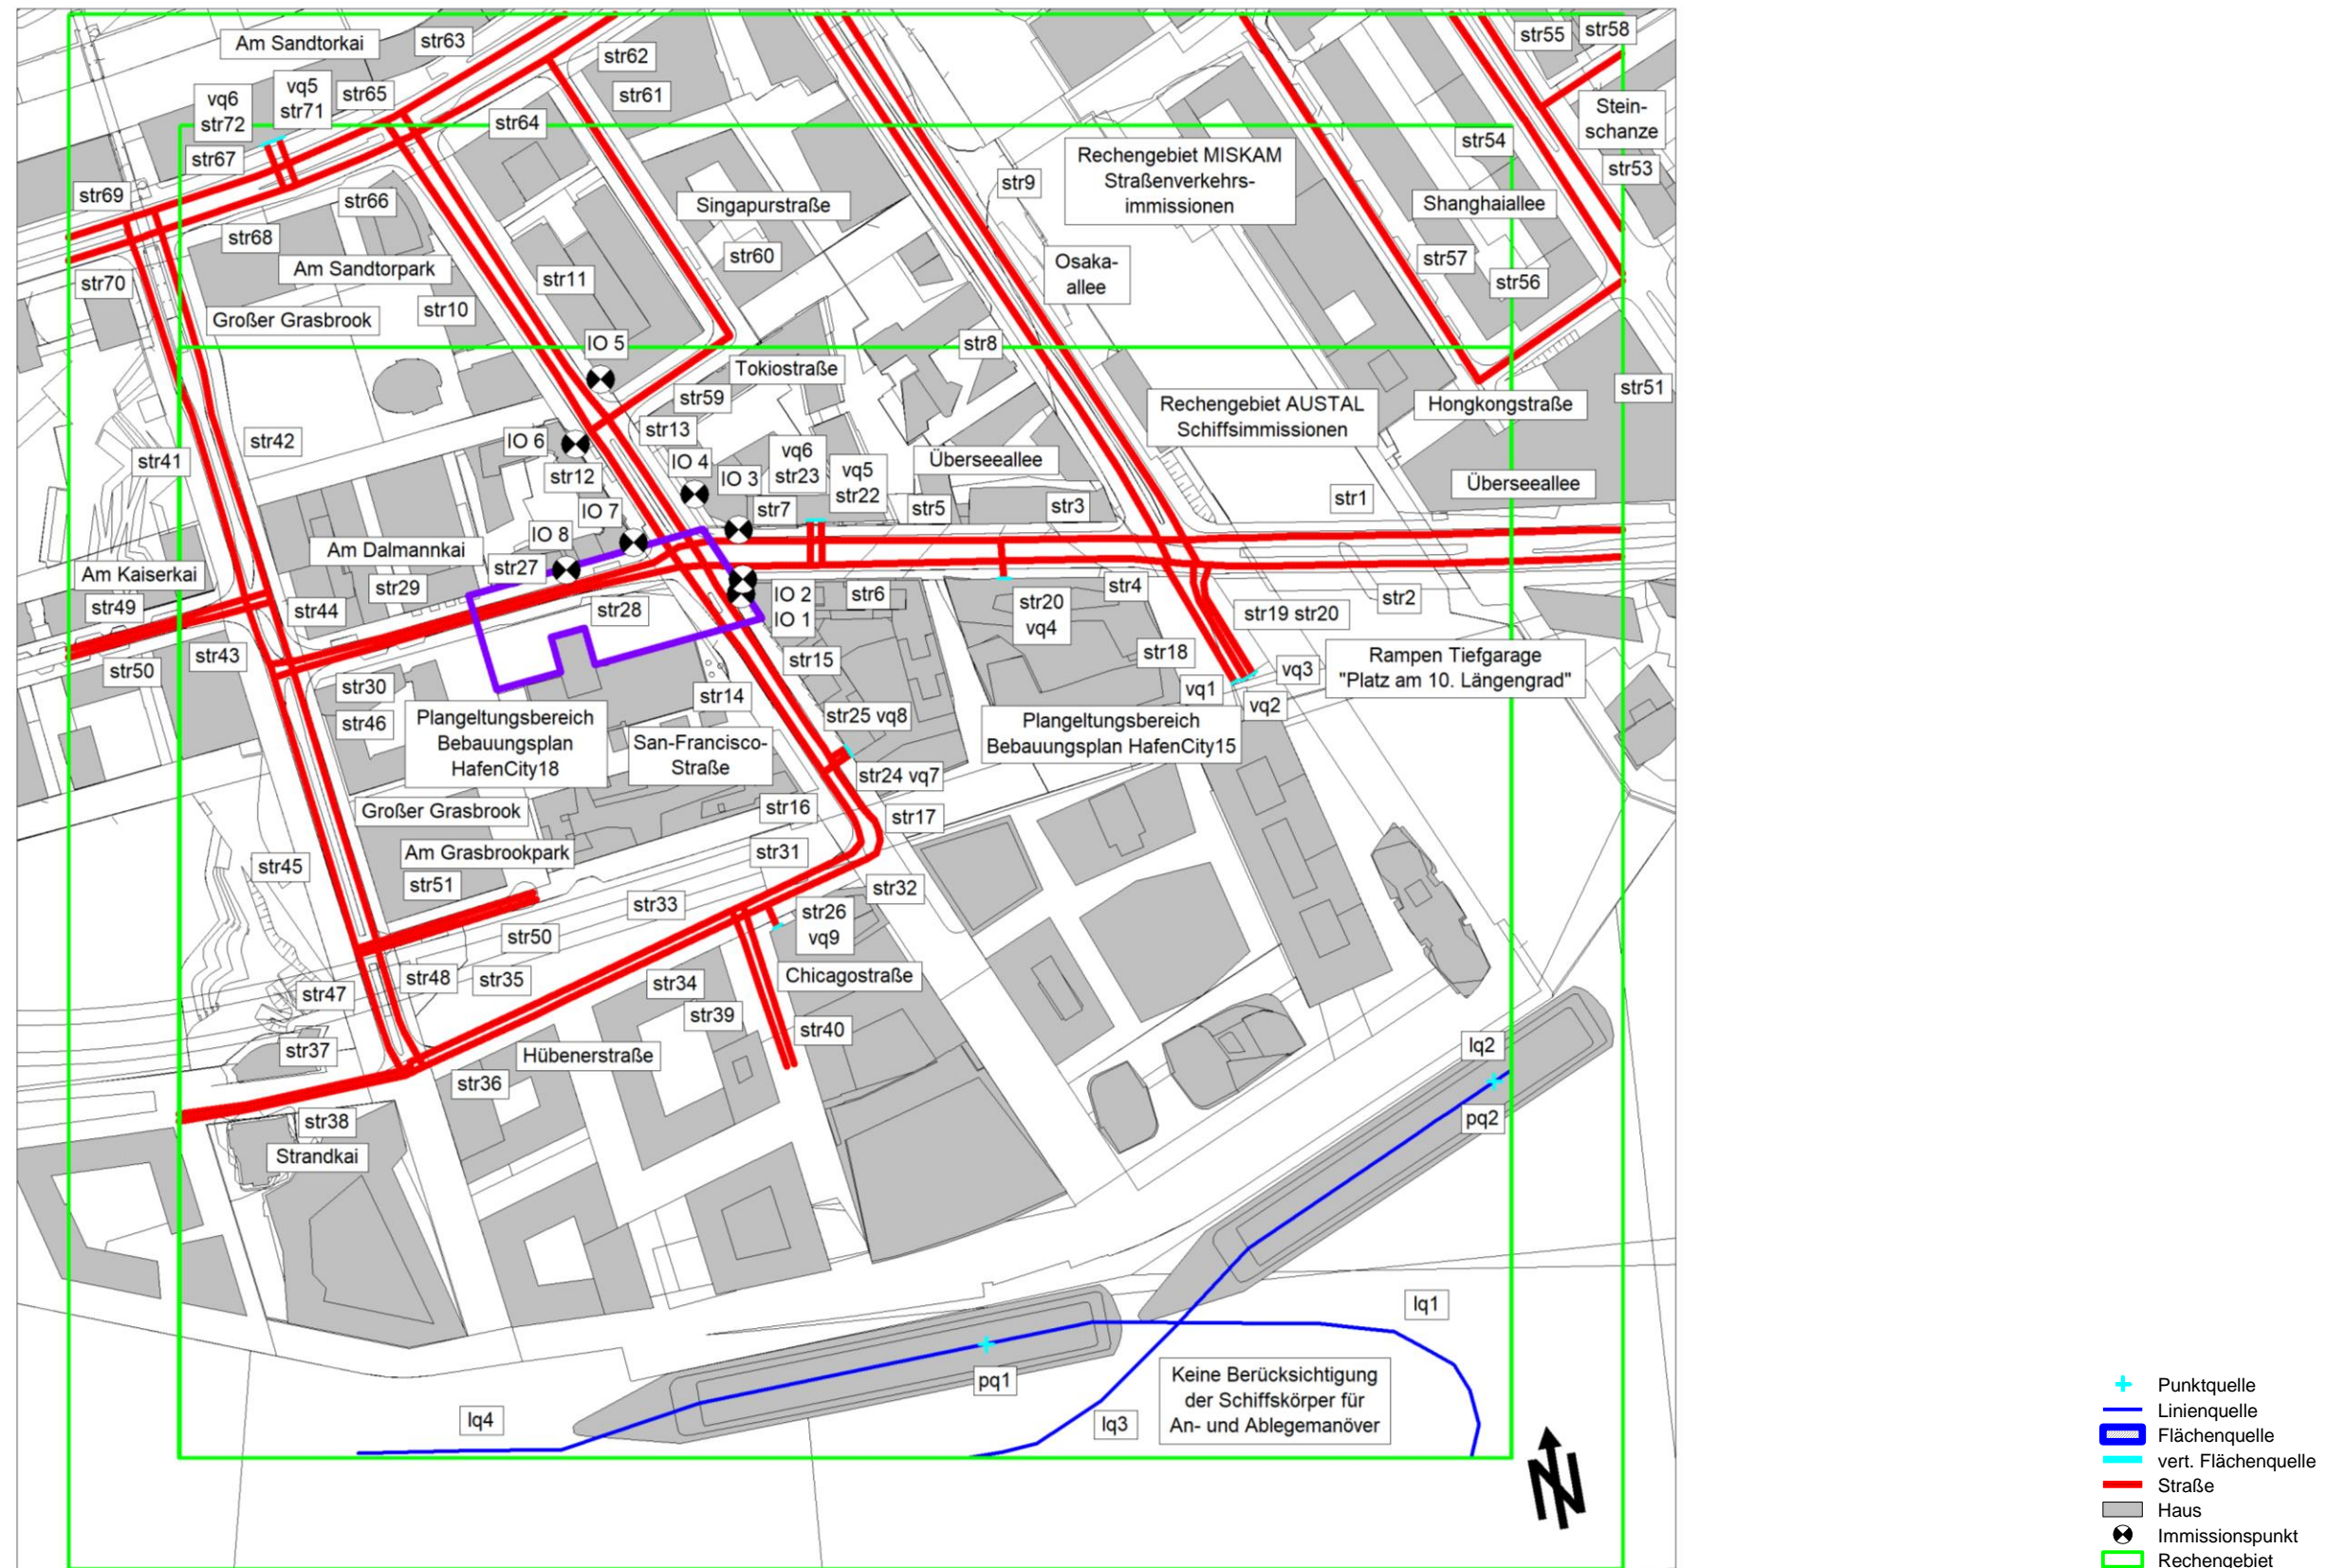 Am Sandtorkai
str63
str62
str61
str55
str58
vq6
str72
vq5
str71
str65
str64
str67
Stein-
schanze
str54
str53
Rechengebiet MISKAM
Straßenverkehrs-
immissionen
str9
str69
str66
str68
Singapurstraße
Shanghaiallee
str60
str57
str56
Am Sandtorpark
str11
Osaka-
allee
str70
str10
Großer Grasbrook
IO 5
str8
Tokiostraße
str59
str51
Rechengebiet AUSTAL
Schiffsimmissionen
Hongkongstraße
str42
IO 6
str13
str41
str12
IO 4
IO 3
vq6
str23
vq5
str22
Überseeallee
Überseeallee
str1
IO 7
str7
str5
str3
IO 8
Am Dalmannkai
str27
Am Kaiserkai
str29
str49
str44
str28
IO 2
IO 1
str6
str20
vq4
str4
str19 str20
str2
str50
str43
str15
str18
vq1
vq3
vq2
Rampen Tiefgarage
"Platz am 10. Längengrad"
str30
str46
Plangeltungsbereich
Bebauungsplan
HafenCity18
str14
San-Francisco-
Straße
str25 vq8
Plangeltungsbereich
Bebauungsplan HafenCity15
str24 vq7
Großer Grasbrook
str16
str17
Am Grasbrookpark
str45
str51
str31
str32
str33
str26
vq9
str50
str48
str35
str47
str34
Chicagostraße
str39
str40
str37
Hübenerstraße
str36
lq2
pq2
str38
Strandkai
lq1
pq1
lq4
lq3
Keine Berücksichtigung
der Schiffskörper für
An- und Ablegemanöver
N
Punktquelle
Linienquelle
Flächenquelle
vert. Flächenquelle
Straße
Haus
Immissionspunkt
Rechengebiet